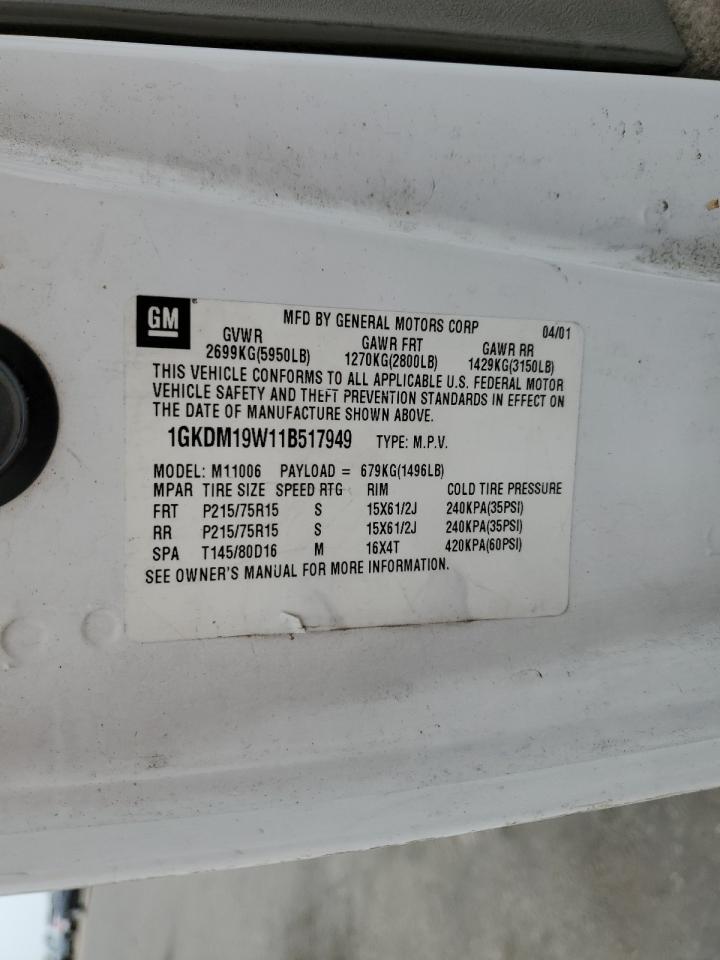 GM®
MFD BY GENERAL MOTORS CORP 04/01
GVWR GAWR FRT GAWR RR
2699KG(5950LB) 1270KG(2800LB) 1429KG(3150LB)
THIS VEHICLE CONFORMS TO ALL APPLICABLE U.S. FEDERAL MOTOR
VEHICLE SAFETY AND THEFT PREVENTION STANDARDS IN EFFECT ON
THE DATE OF MANUFACTURE SHOWN ABOVE.
1GKDM19W11B517949 TYPE: M.P.V.
MODEL: M11006 PAYLOAD = 679KG(1496LB)
MPAR TIRE SIZE SPEED RTG RIM COLD TIRE PRESSURE
FRT P215/75R15 S 15X61/2J 240KPA(35PSI)
RR P215/75R15 S 15X61/2J 240KPA(35PSI)
SPA T145/80D16 M 16X4T 420KPA(60PSI)
SEE OWNER'S MANUAL FOR MORE INFORMATION.